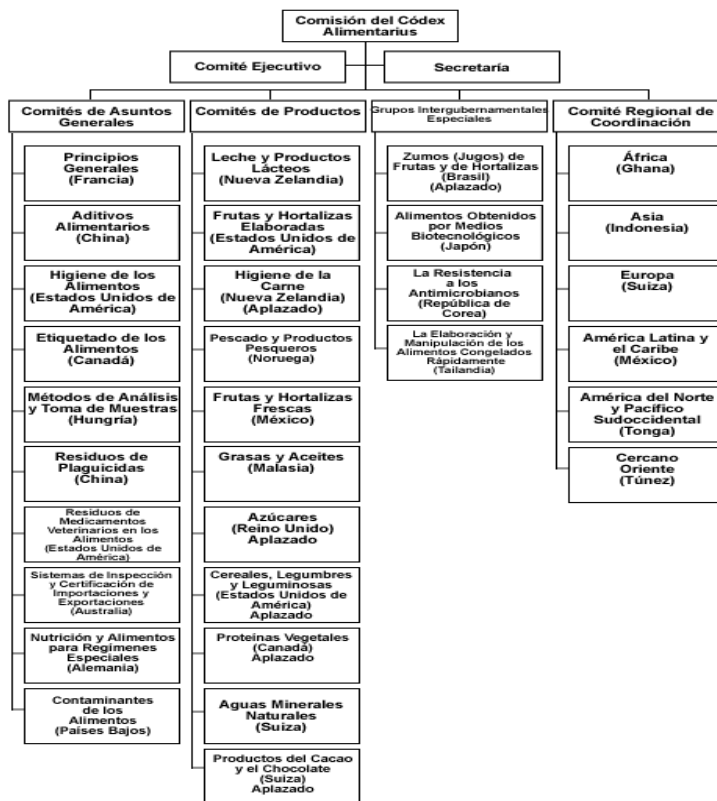 Comisión del Códex
Alimentarius
Comité Ejecutivo
Secretaría
Comités de Asuntos
Generales
Principios
Generales
(Francia)
Aditivos
Alimentarios
(China)
Higiene de los
Alimentos
(Estados Unidos de
América)
Etiquetado de los
Alimentos
(Canadá)
Métodos de Análisis
y Toma de Muestras
(Hungría)
Residuos de
Plaguicidas
(China)
Residuos de
Medicamentos
Veterinarios en los
Alimentos
(Estados Unidos de
América)
Sistemas de Inspección
y Certificación de
Importaciones y
Exportaciones
(Australia)
Nutrición y Alimentos
para Regimenes
Especiales
(Alemania)
Contaminantes
de los
Alimentos
(Países Bajos)
Comités de Productos
Leche y Productos
Lácteos
(Nueva Zelandia)
Frutas y Hortalizas
Elaboradas
(Estados Unidos de
América)
Higiene de la
Carne
(Nueva Zelandia)
(Aplazado)
Pescado y Productos
Pesqueros
(Noruega)
Frutas y Hortalizas
Frescas
(México)
Grasas y Aceites
(Malasia)
Azúcares
(Reino Unido)
Aplazado
Cereales, Legumbres
y Leguminosas
(Estados Unidos de
América)
Aplazado
Proteínas Vegetales
(Canadá)
Aplazado
Aguas Minerales
Naturales
(Suiza)
Productos del Cacao
y el Chocolate
(Suiza)
Aplazado
Grupos Intergubernamentales
Especiales
Zumos (Jugos) de
Frutas y de Hortalizas
(Brasil)
(Aplazado)
Alimentos Obtenidos
por Medios
Biotecnológicos
(Japón)
La Resistencia
a los
Antimicrobianos
(República de
Corea)
La Elaboración y
Manipulación de los
Alimentos Congelados
Rápidamente
(Tailandia)
Comité Regional de
Coordinación
África
(Ghana)
Asia
(Indonesia)
Europa
(Suiza)
América Latina y
el Caribe
(México)
América del Norte
y Pacífico
Sudoccidental
(Tonga)
Cercano
Oriente
(Túnez)